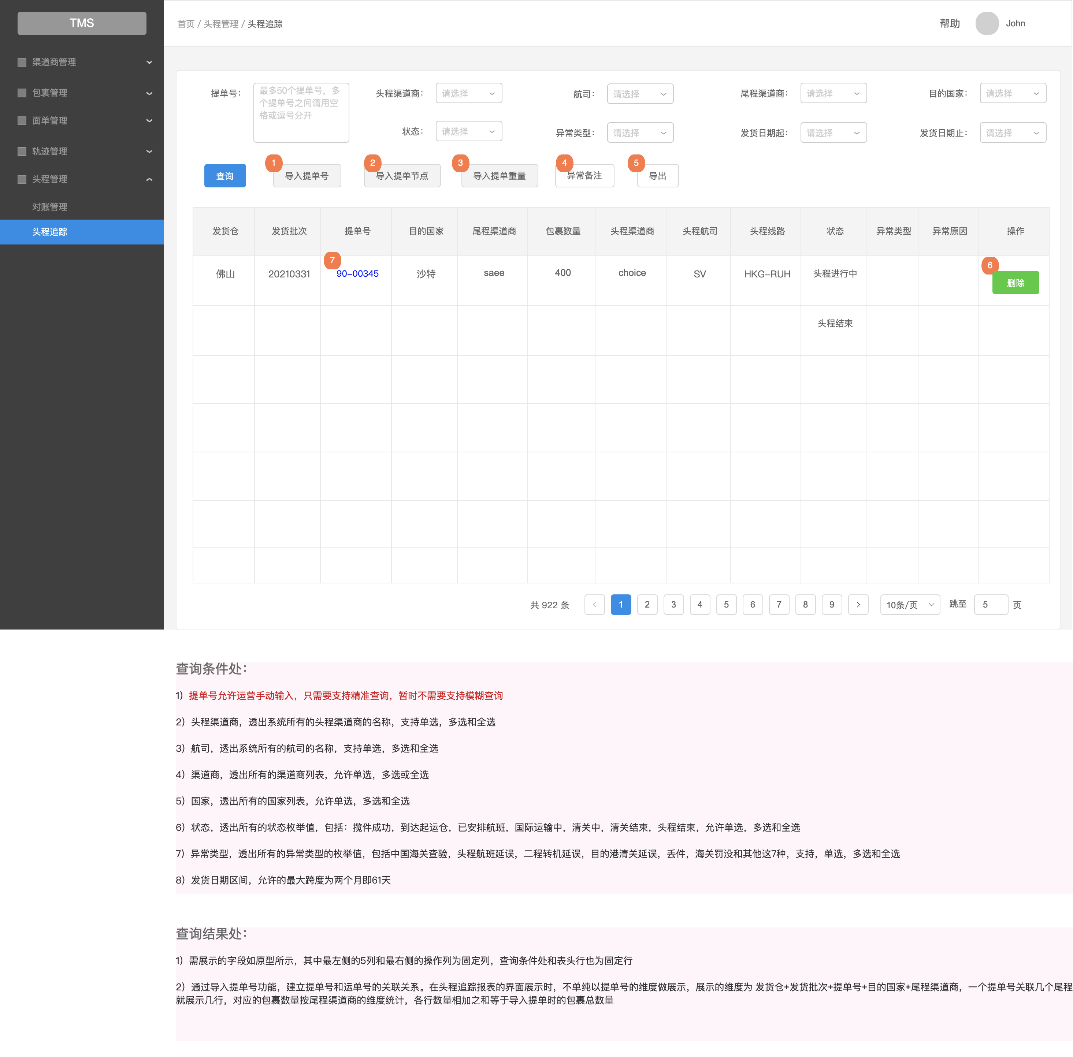 TMS
首页 / 头程管理 / 头程追踪
帮助
John
渠道商管理
包裹管理
面单管理
轨迹管理
头程管理
对账管理
头程追踪
提单号：
最多50个提单号，多
个提单号之间请用空
格或逗号分开
头程渠道商：
请选择
航司：
请选择
尾程渠道商：
请选择
目的国家：
请选择
状态：
请选择
异常类型：
请选择
发货日期起：
请选择
发货日期止：
请选择
查询
1
导入提单号
2
导入提单节点
3
导入提单重量
4
异常备注
5
导出
发货仓 发货批次 提单号 目的国家 尾程渠道商 包裹数量 头程渠道商 头程航司 头程线路 状态 异常类型 异常原因 操作
7
6
佛山 20210331 90-00345 沙特 saee 400 choice SV HKG-RUH 头程进行中 删除
头程结束
共 922 条 1 2 3 4 5 6 7 8 9 10条/页 跳至 5 页
查询条件处：
1）提单号允许运营手动输入，只需要支持精准查询，暂时不需要支持模糊查询
2）头程渠道商，透出系统所有的头程渠道商的名称，支持单选，多选和全选
3）航司，透出系统所有的航司的名称，支持单选，多选和全选
4）渠道商，透出所有的渠道商列表，允许单选，多选或全选
5）国家，透出所有的国家列表，允许单选，多选和全选
6）状态，透出所有的状态枚举值，包括：揽件成功，到达起运仓，已安排航班，国际运输中，清关中，清关结束，头程结束，允许单选，多选和全选
7）异常类型，透出所有的异常类型的枚举值，包括中国海关查验，头程航班延误，二程转机延误，目的港清关延误，丢件，海关罚没和其他这7种，支持，单选，多选和全选
8）发货日期区间，允许的最大跨度为两个月即61天
查询结果处：
1）需展示的字段如原型所示，其中最左侧的5列和最右侧的操作列为固定列，查询条件处和表头行也为固定行
2）通过导入提单号功能，建立提单号和运单号的关联关系。在头程追踪报表的界面展示时，不单纯以提单号的维度做展示，展示的维度为 发货仓+发货批次+提单号+目的国家+尾程渠道商，一个提单号关联几个尾程
就展示几行，对应的包裹数量按尾程渠道商的维度统计，各行数量相加之和等于导入提单时的包裹总数量